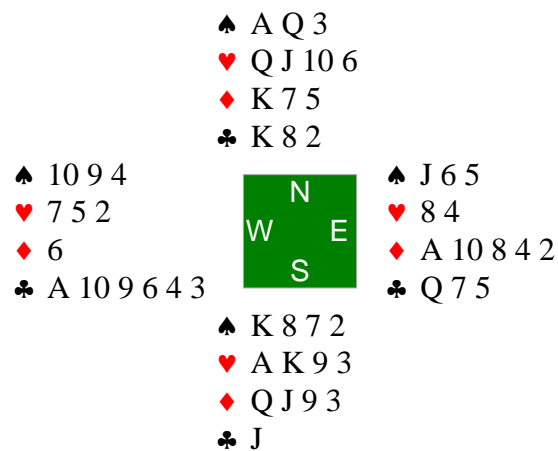 ♠ A Q 3
♥ Q J 10 6
♦ K 7 5
♣ K 8 2
♠ 10 9 4
♥ 7 5 2
♦ 6
♣ A 10 9 6 4 3
N
W E
S
♠ J 6 5
♥ 8 4
♦ A 10 8 4 2
♣ Q 7 5
♠ K 8 7 2
♥ A K 9 3
♦ Q J 9 3
♣ J